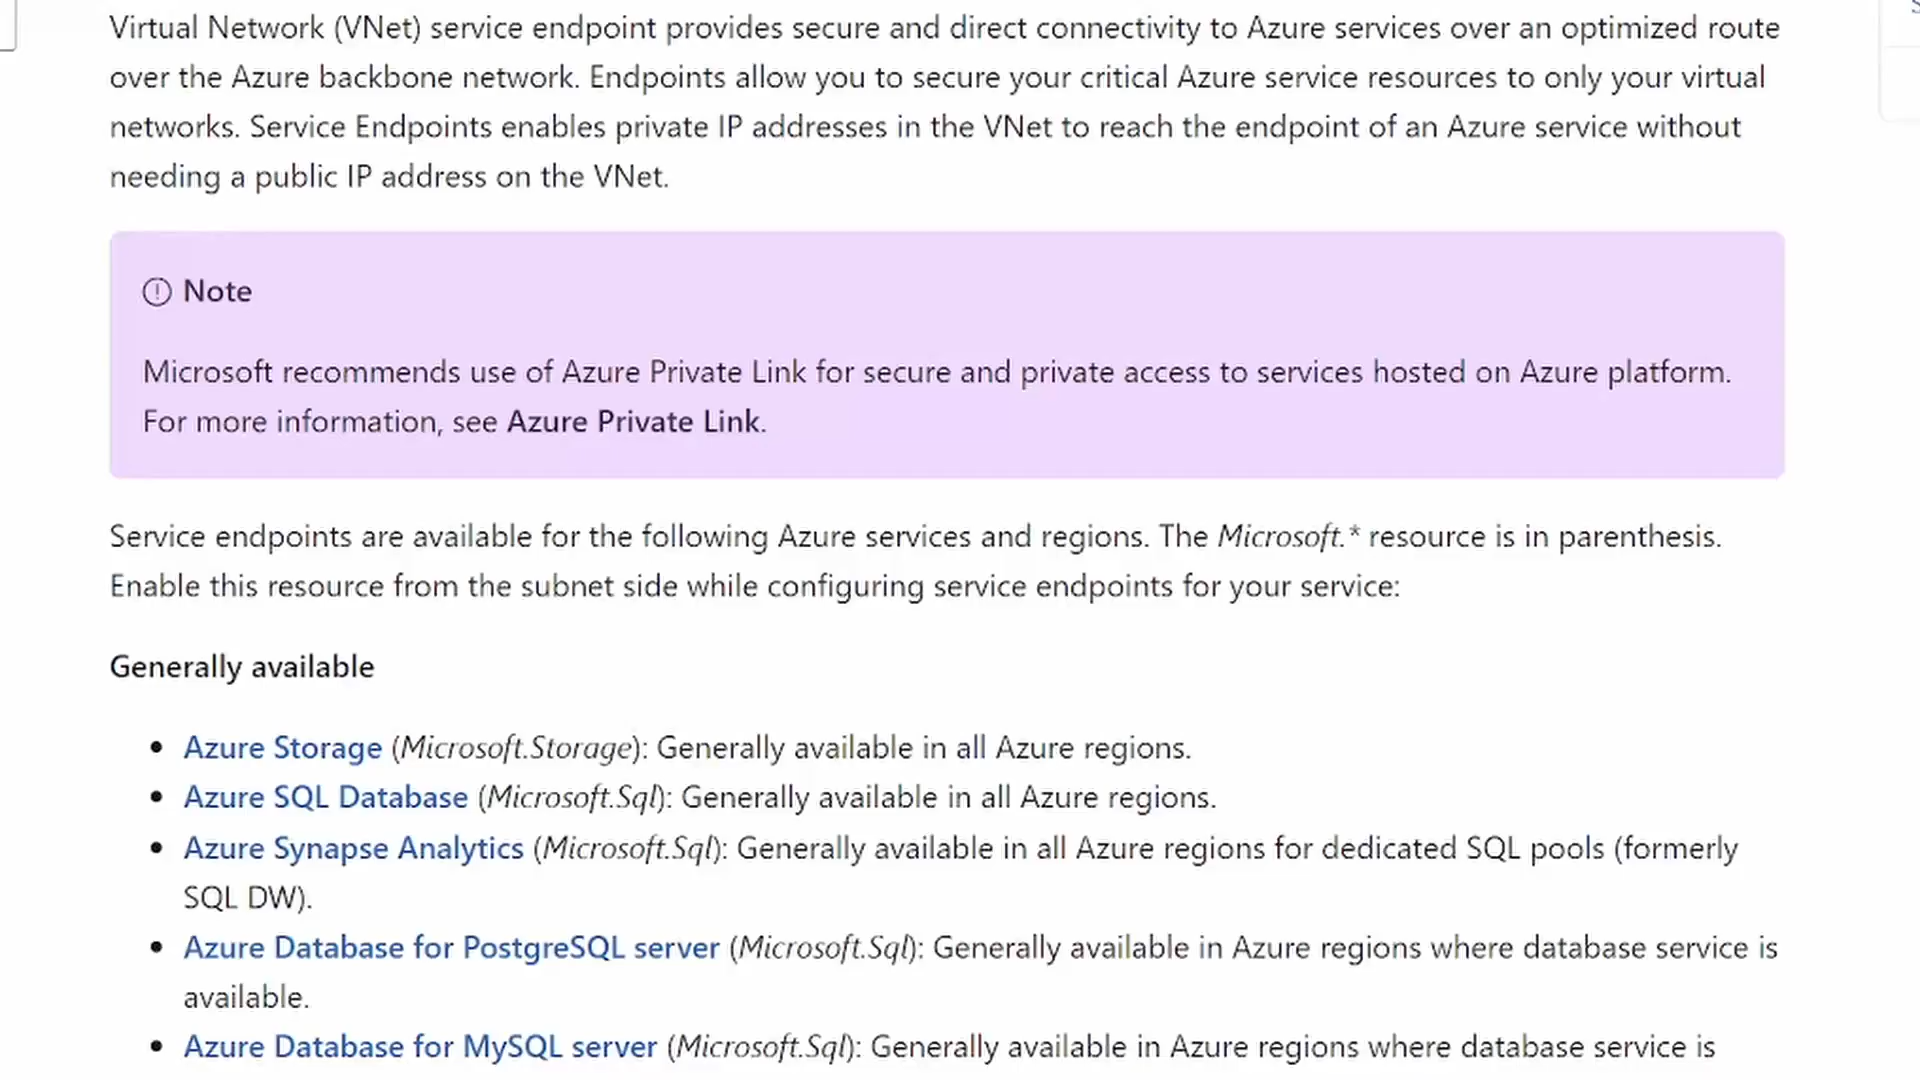 Virtual Network (VNet) service endpoint provides secure and direct connectivity to Azure services over an optimized route
over the Azure backbone network. Endpoints allow you to secure your critical Azure service resources to only your virtual
networks. Service Endpoints enables private IP addresses in the VNet to reach the endpoint of an Azure service without
needing a public IP address on the VNet.
Note
Microsoft recommends use of Azure Private Link for secure and private access to services hosted on Azure platform.
For more information, see Azure Private Link.
Service endpoints are available for the following Azure services and regions. The Microsoft.* resource is in parenthesis.
Enable this resource from the subnet side while configuring service endpoints for your service:
Generally available
• Azure Storage (Microsoft.Storage): Generally available in all Azure regions.
• Azure SQL Database (Microsoft.Sql): Generally available in all Azure regions.
• Azure Synapse Analytics (Microsoft.Sql): Generally available in all Azure regions for dedicated SQL pools (formerly
SQL DW).
• Azure Database for PostgreSQL server (Microsoft.Sql): Generally available in Azure regions where database service is
available.
• Azure Database for MySQL server (Microsoft.Sql): Generally available in Azure regions where database service is